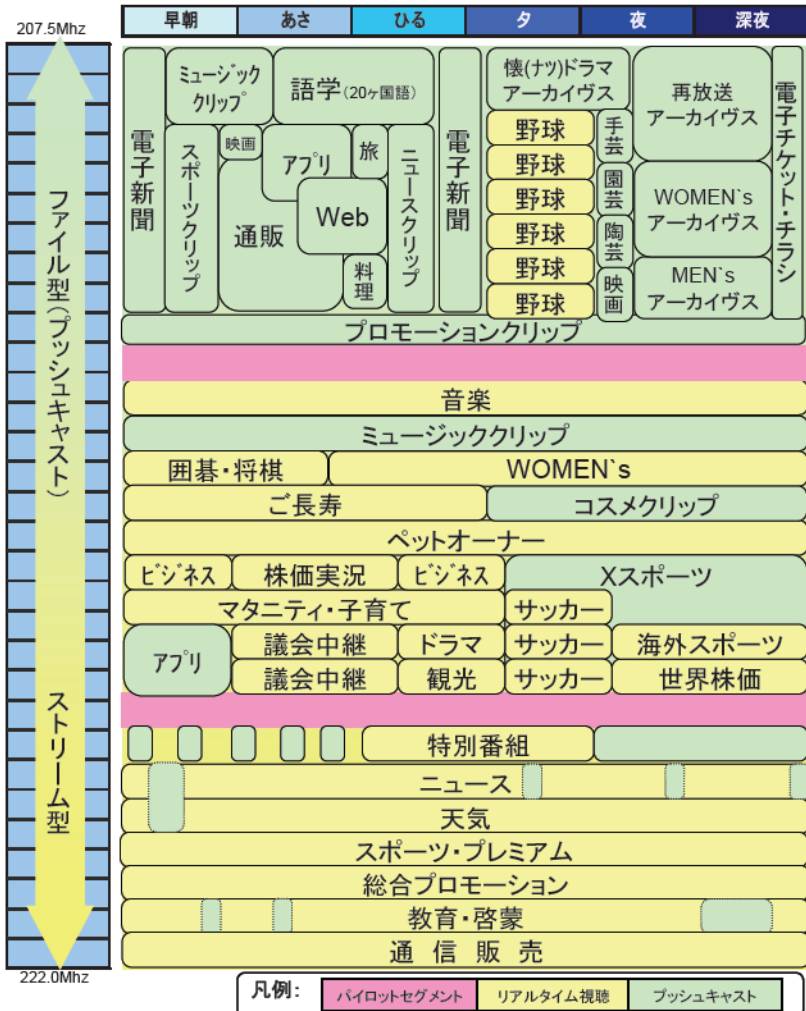 早朝 あさ ひる 夕 夜 深夜
207.5Mhz
ファイル型(プッシュキャスト)
ストリーム型
222.0Mhz
電子新聞
ミュージック
クリップ
語学(20ヶ国語)
電子新聞
懐(ナツ)ドラマ
アーカイヴス
再放送
アーカイヴス
電子チケット・チラシ
スポーツクリップ
映画
アプリ
旅
ニュースクリップ
通販
Web
料理
野球
野球
野球
野球
野球
野球
手芸
園芸
陶芸
映画
WOMEN`s
アーカイヴス
MEN`s
アーカイヴス
プロモーションクリップ
音楽
ミュージッククリップ
囲碁・将棋 WOMEN`s
ご長寿 コスメクリップ
ペットオーナー
ビジネス 株価実況 ビジネス Xスポーツ
マタニティ・子育て サッカー
アプリ
議会中継 ドラマ サッカー 海外スポーツ
議会中継 観光 サッカー 世界株価
特別番組
ニュース
天気
スポーツ・プレミアム
総合プロモーション
教育・啓蒙
通信販売
凡例: パイロットセグメント リアルタイム視聴 プッシュキャスト